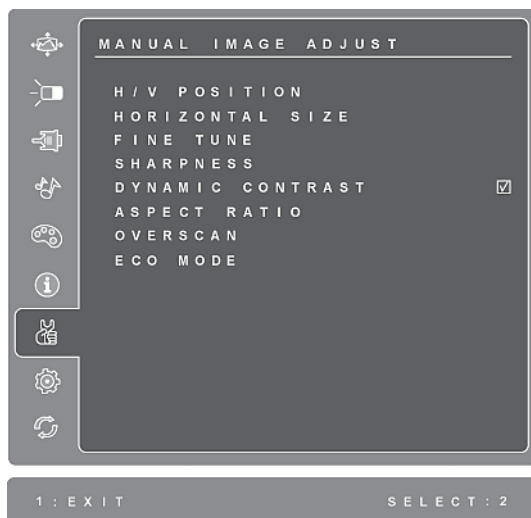 MANUAL IMAGE ADJUST
H/V POSITION
HORIZONTAL SIZE
FINE TUNE
SHARPNESS
DYNAMIC CONTRAST
ASPECT RATIO
OVERSCAN
ECO MODE
1:EXIT SELECT:2